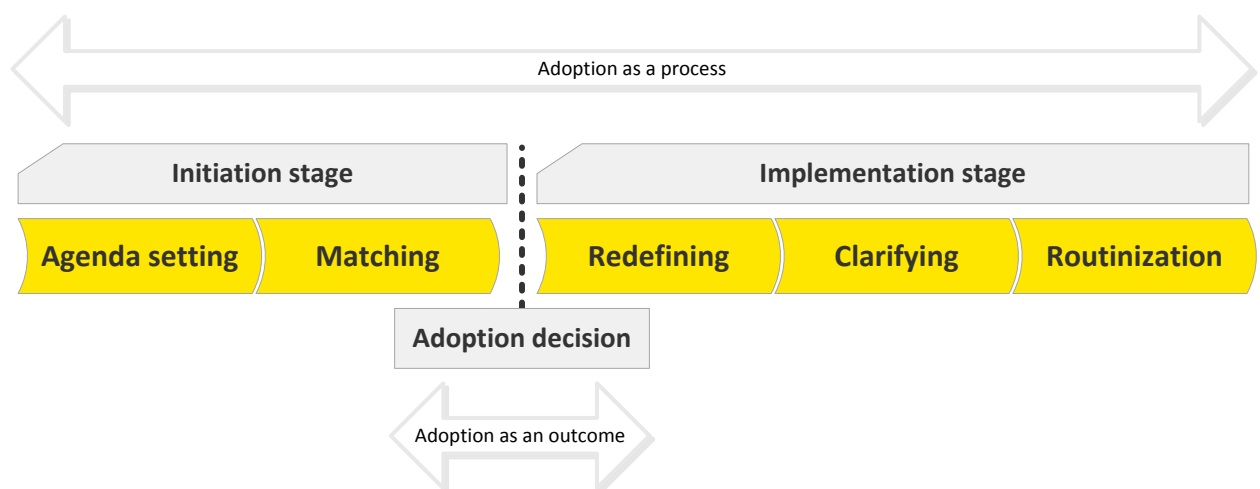 Adoption as a process
Initiation stage
Implementation stage
Agenda setting
Matching
Redefining
Clarifying
Routinization
Adoption decision
Adoption as an outcome